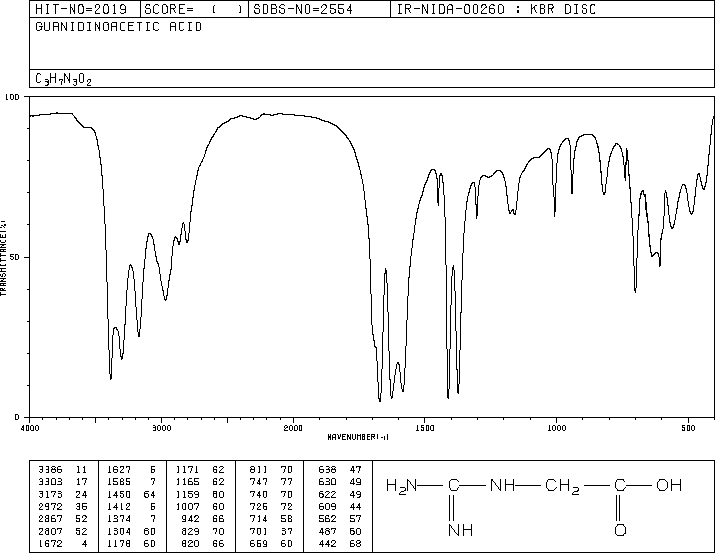 HIT-NO=2019 SCORE= ( ) SDBS-NO=2554 IR-NIDA-00260 : KBR DISC
GUANIDINOACETIC ACID
C3H7N3O2
100
50
0
TRANSMITTANCE(%)
4000 3000 2000 1500 1000 500
WAVENUMBER(-1)
3386 11 1627 5 1171 62 811 70 638 47
3303 17 1585 7 1165 62 747 77 630 49
3173 24 1450 64 1159 60 740 70 622 49
2972 35 1412 5 1007 60 726 72 609 44
2867 52 1374 7 942 66 714 58 562 57
2807 52 1304 60 829 70 701 37 487 60
1672 4 1178 60 820 66 669 60 442 68
H2N C NH CH2 C OH
NH O